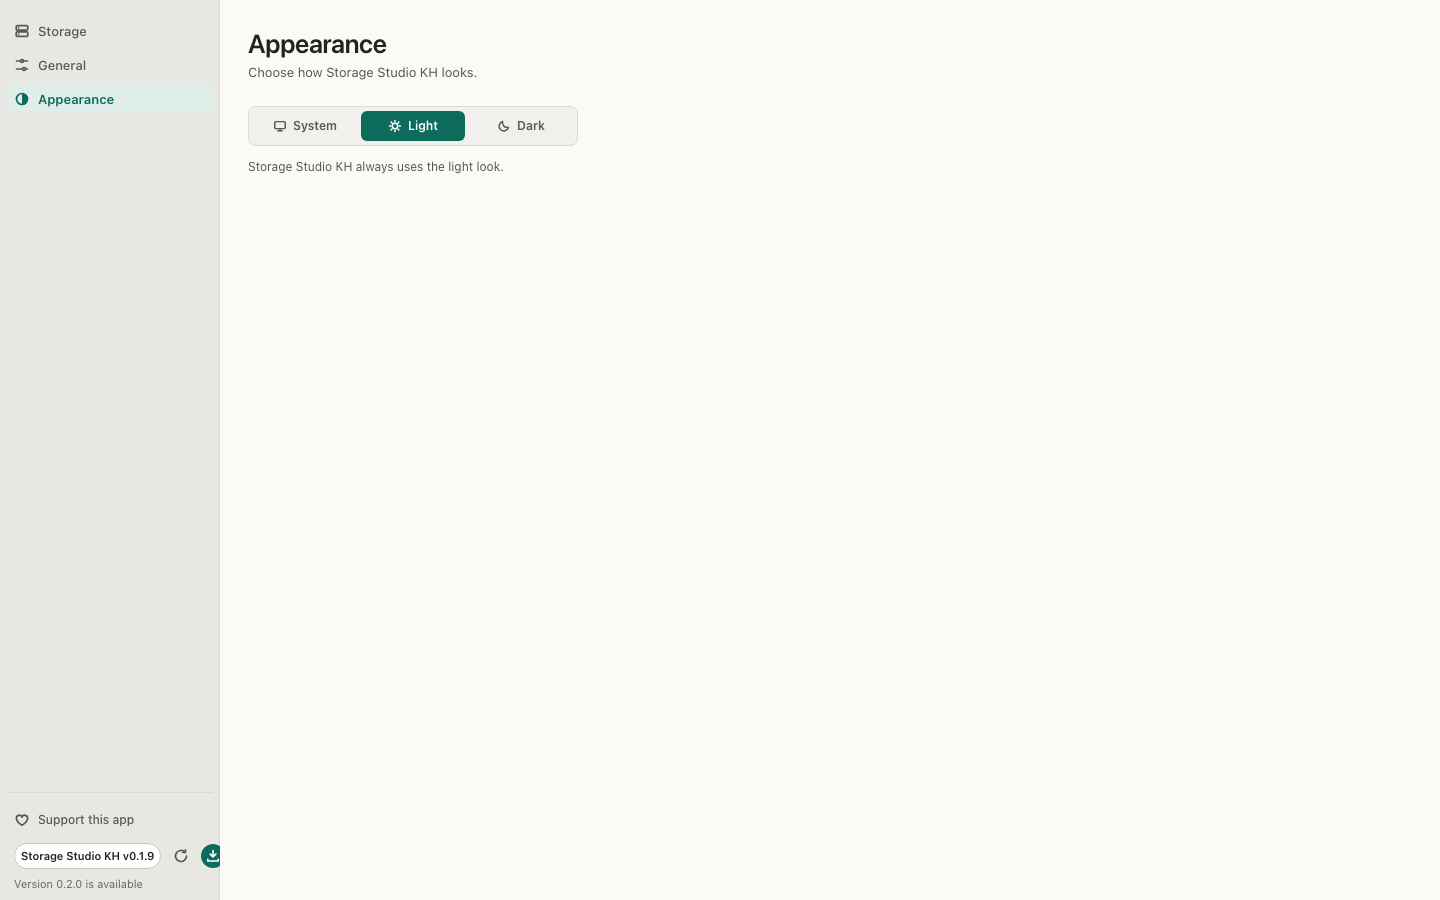 Storage
General
Appearance
Appearance
Choose how Storage Studio KH looks.
System
Light
Dark
Storage Studio KH always uses the light look.
Support this app
Storage Studio KH v0.1.9
Version 0.2.0 is available